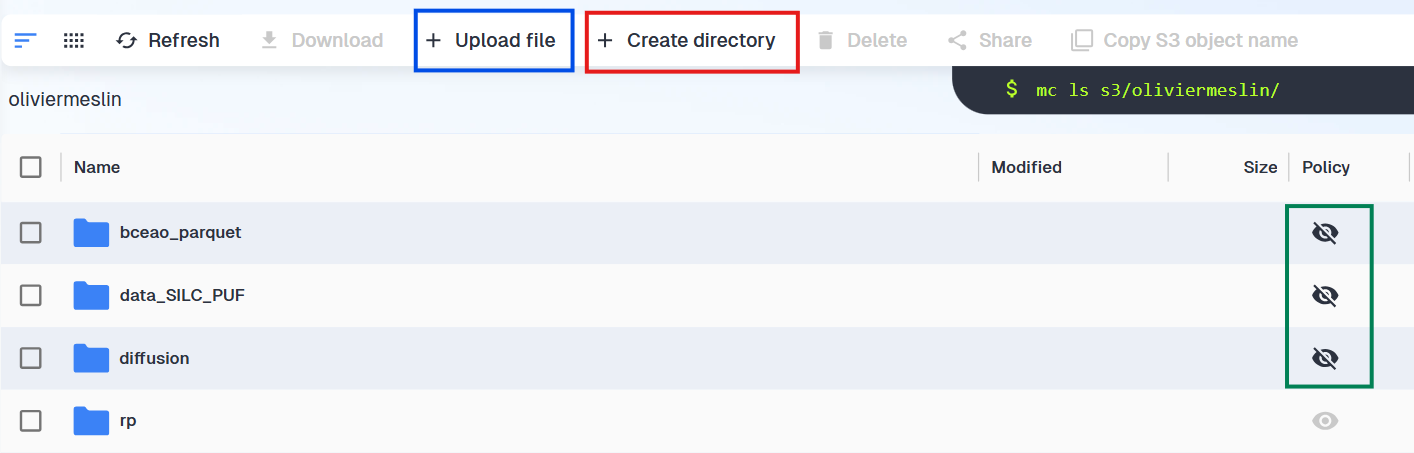 Refresh Download + Upload file + Create directory Delete Share Copy S3 object name
oliviermeslin
$ mc ls s3/oliviermeslin/
Name Modified Size Policy
bceao_parquet
data_SILC_PUF
diffusion
rp